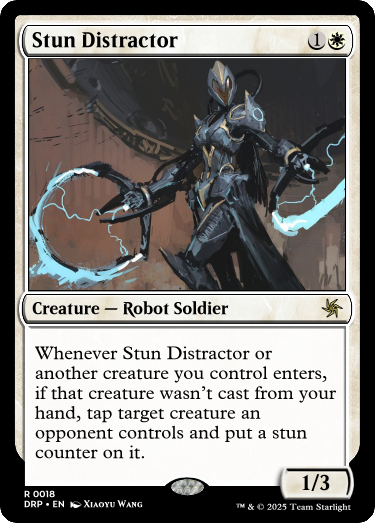 Stun Distractor 1
Creature — Robot Soldier
Whenever Stun Distractor or
another creature you control enters,
if that creature wasn't cast from your
hand, tap target creature an
opponent controls and put a stun
counter on it.
1/3
R 0018
DRP • EN Xiaoyu Wang
™ & © 2025 Team Starlight